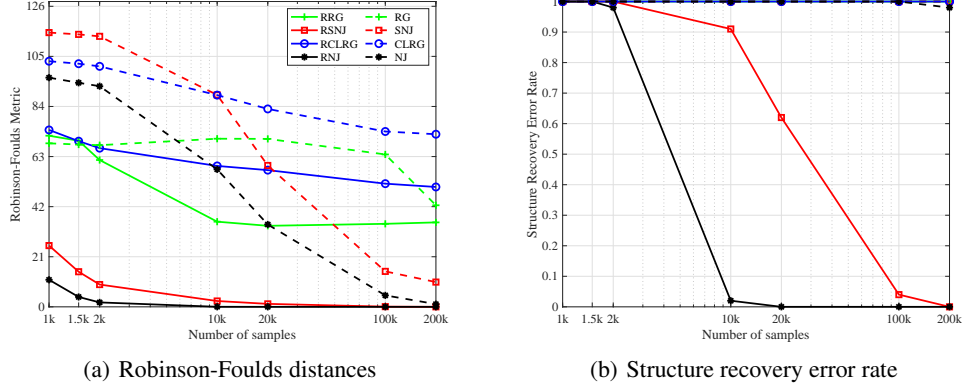 126
105
84
63
42
21
0
Robinson-Foulds Metric
1k 1.5k 2k 10k 20k 100k 200k
Number of samples
RRG RG
RSNJ SNJ
RCLRG CLRG
RNJ NJ
(a) Robinson-Foulds distances
1
0.9
0.8
0.7
0.6
0.5
0.4
0.3
0.2
0.1
0
Structure Recovery Error Rate
1k 1.5k 2k 10k 20k 100k 200k
Number of samples
(b) Structure recovery error rate